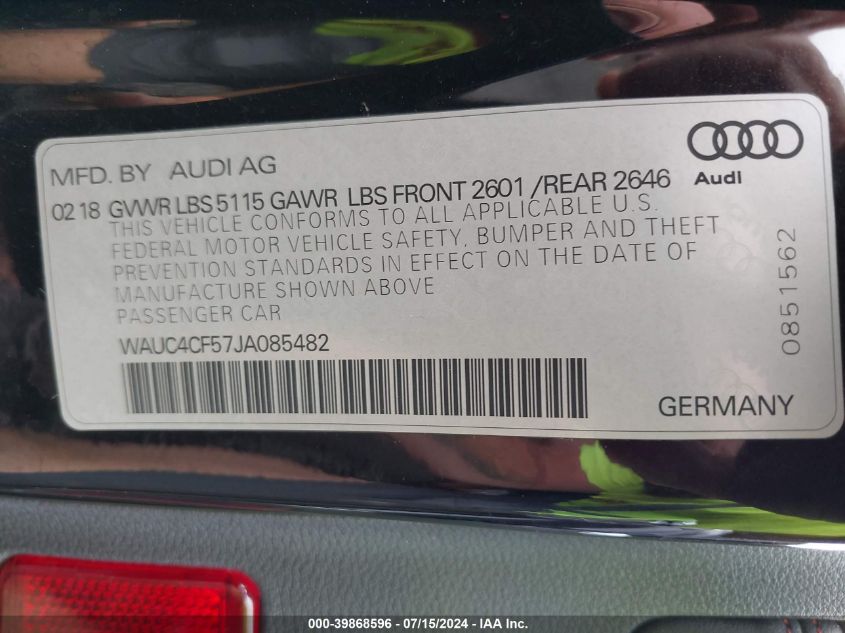 MFD. BY AUDI AG
Audi
02 18 GVWR LBS 5115 GAWR LBS FRONT 2601 /REAR 2646
THIS VEHICLE CONFORMS TO ALL APPLICABLE U.S.
FEDERAL MOTOR VEHICLE SAFETY, BUMPER AND THEFT
PREVENTION STANDARDS IN EFFECT ON THE DATE OF
MANUFACTURE SHOWN ABOVE
PASSENGER CAR
WAUC4CF57JA085482
0851562
GERMANY
000-39868596 - 07/15/2024 - IAA Inc.